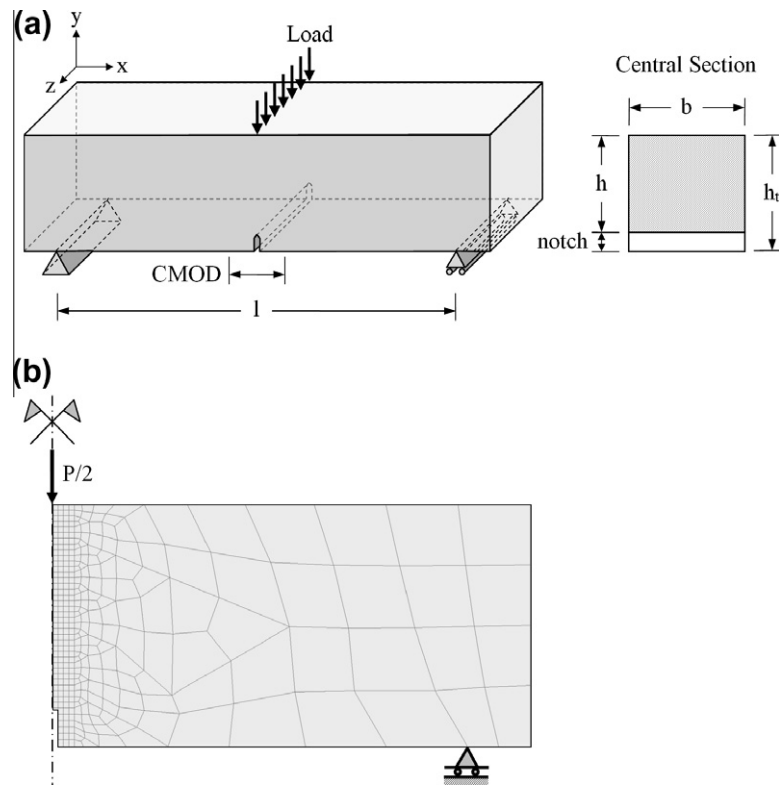 (a)
y
x
z
Load
Central Section
b
h
h_t
notch
CMOD
l
(b)
P/2